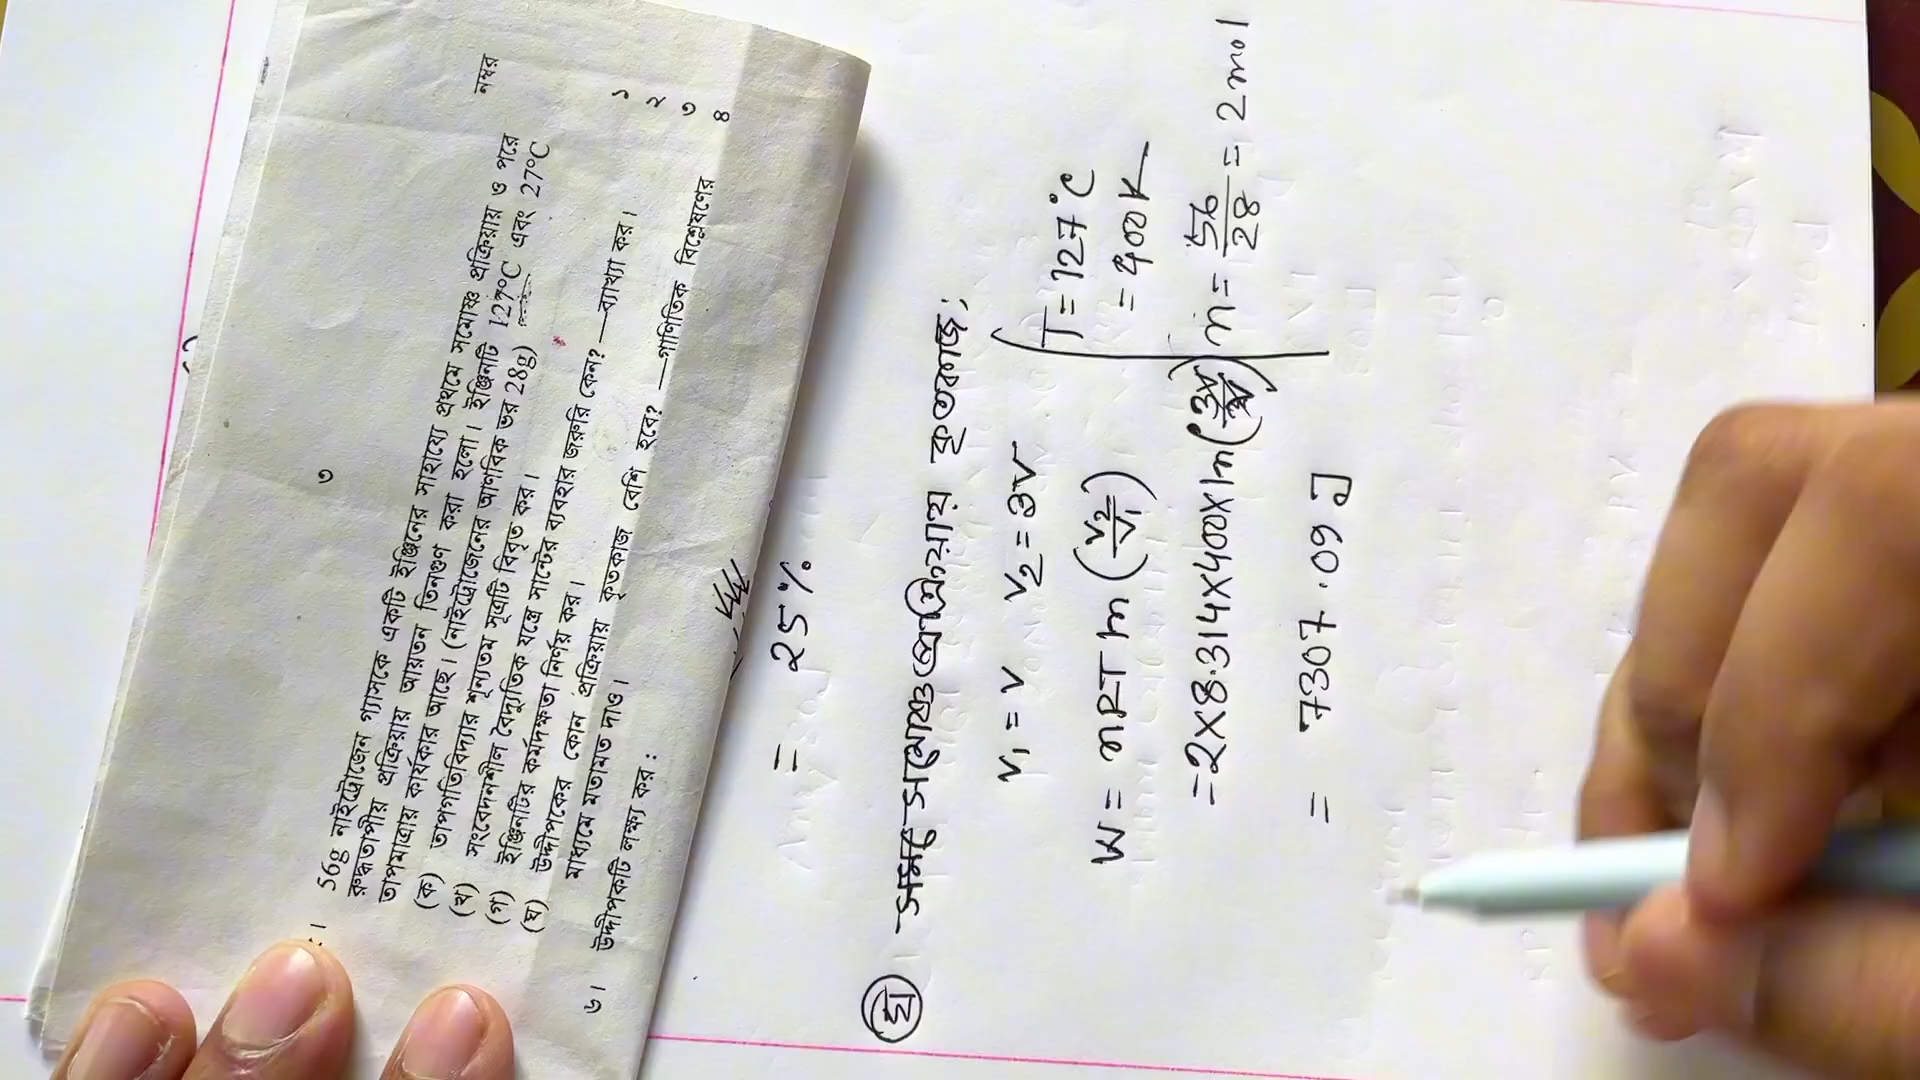 ৩
নম্বর
৫। 56g নাইট্রোজেন গ্যাসকে একটি ইঞ্জিনের সাহায্যে প্রথমে সমোষ্ণ প্রক্রিয়ায় ও পরে
রুদ্ধতাপীয় প্রক্রিয়ায় আয়তন তিনগুণ করা হলো। ইঞ্জিনটি 127°C এবং 27°C
তাপমাত্রায় কার্যকার আছে। (নাইট্রোজেনের আণবিক ভর 28g)
(ক) তাপগতিবিদ্যার শূন্যতম সূত্রটি বিবৃত কর। ১
(খ) সংবেদনশীল বৈদ্যুতিক যন্ত্রে সান্টের ব্যবহার জরুরি কেন? —ব্যাখ্যা কর। ২
(গ) ইঞ্জিনটির কর্মদক্ষতা নির্ণয় কর। ৩
(ঘ) উদ্দীপকের কোন প্রক্রিয়ায় কৃতকাজ বেশি হবে? —গাণিতিক বিশ্লেষণের ৪
মাধ্যমে মতামত দাও।
৬। উদ্দীপকটি লক্ষ্য কর :
= 25%
ঘ সমোষ্ণ প্রক্রিয়ায় কৃতকাজ:
V₁ = V V₂ = 3V
T = 127°C
= 400K
W = nRT ln (V₂/V₁)
n = 56/28 = 2mol
= 2×8.314×400×ln(3V/V)
= 7307.09 J